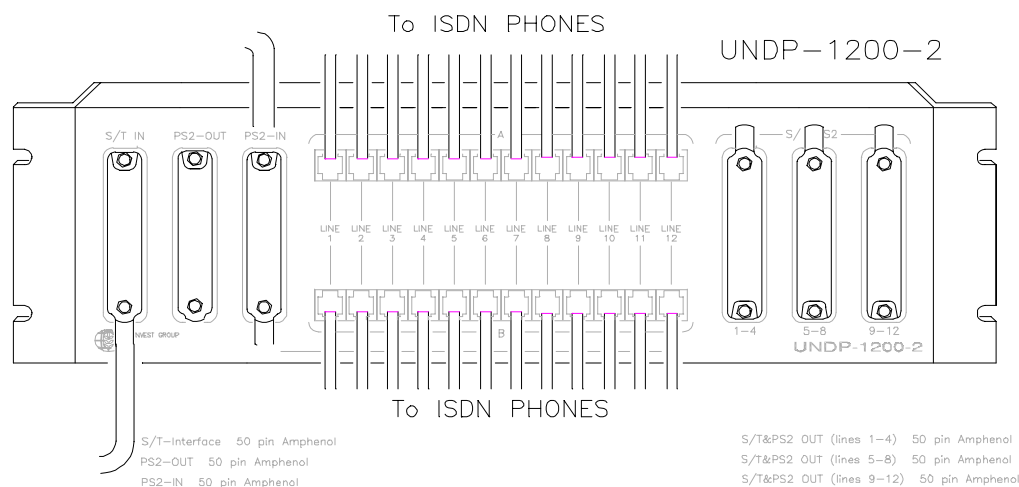 To ISDN PHONES
UNDP-1200-2
S/T IN
PS2-OUT
PS2-IN
A
S/ PS2
LINE 1
LINE 2
LINE 3
LINE 4
LINE 5
LINE 6
LINE 7
LINE 8
LINE 9
LINE 10
LINE 11
LINE 12
B
1-4
5-8
9-12
NVEST GROUP
UNDP-1200-2
To ISDN PHONES
S/T-Interface 50 pin Amphenol
PS2-OUT 50 pin Amphenol
PS2-IN 50 pin Amphenol
S/T&PS2 OUT (lines 1-4) 50 pin Amphenol
S/T&PS2 OUT (lines 5-8) 50 pin Amphenol
S/T&PS2 OUT (lines 9-12) 50 pin Amphenol